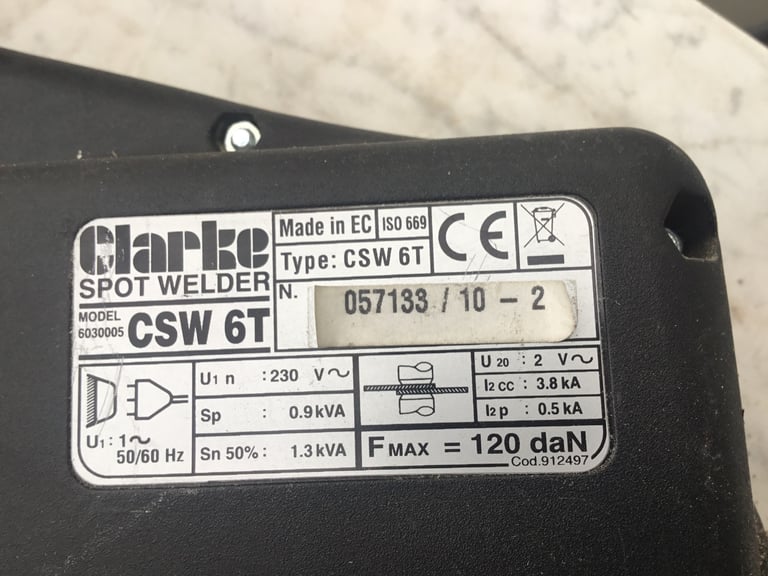 Clarke
SPOT WELDER
MODEL
6030005 CSW 6T
Made in EC ISO 669 CE
Type: CSW 6T
N. 057133 / 10 - 2
U1 : 1~
50/60 Hz
U1 n : 230 V~
Sp : 0.9 kVA
Sn 50% : 1.3 kVA
U 20 : 2 V~
I2 cc : 3.8 kA
I2 p : 0.5 kA
FMAX = 120 daN
Cod.912497